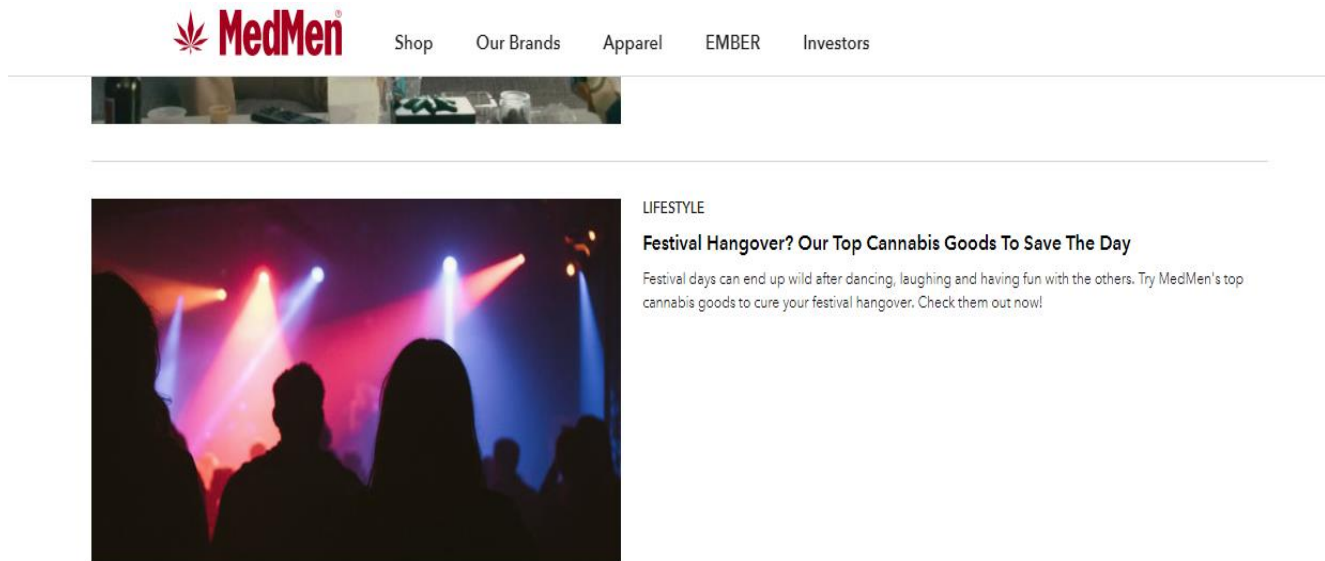 MedMen®
Shop Our Brands Apparel EMBER Investors
LIFESTYLE
Festival Hangover? Our Top Cannabis Goods To Save The Day
Festival days can end up wild after dancing, laughing and having fun with the others. Try MedMen's top
cannabis goods to cure your festival hangover. Check them out now!